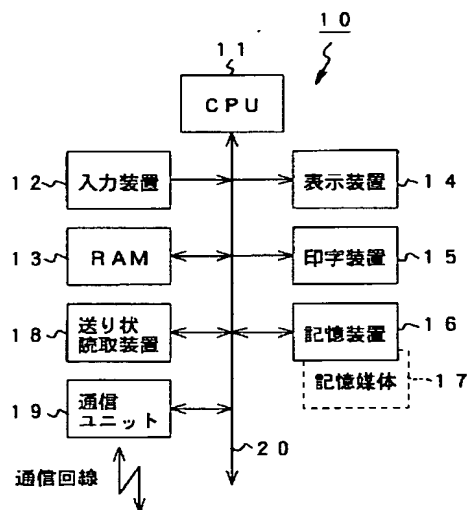 １０
１１
ＣＰＵ
１２ 入力装置
表示装置 １４
１３ ＲＡＭ
印字装置 １５
１８ 送り状
読取装置
記憶装置 １６
記憶媒体 １７
１９ 通信
ユニット
２０
通信回線